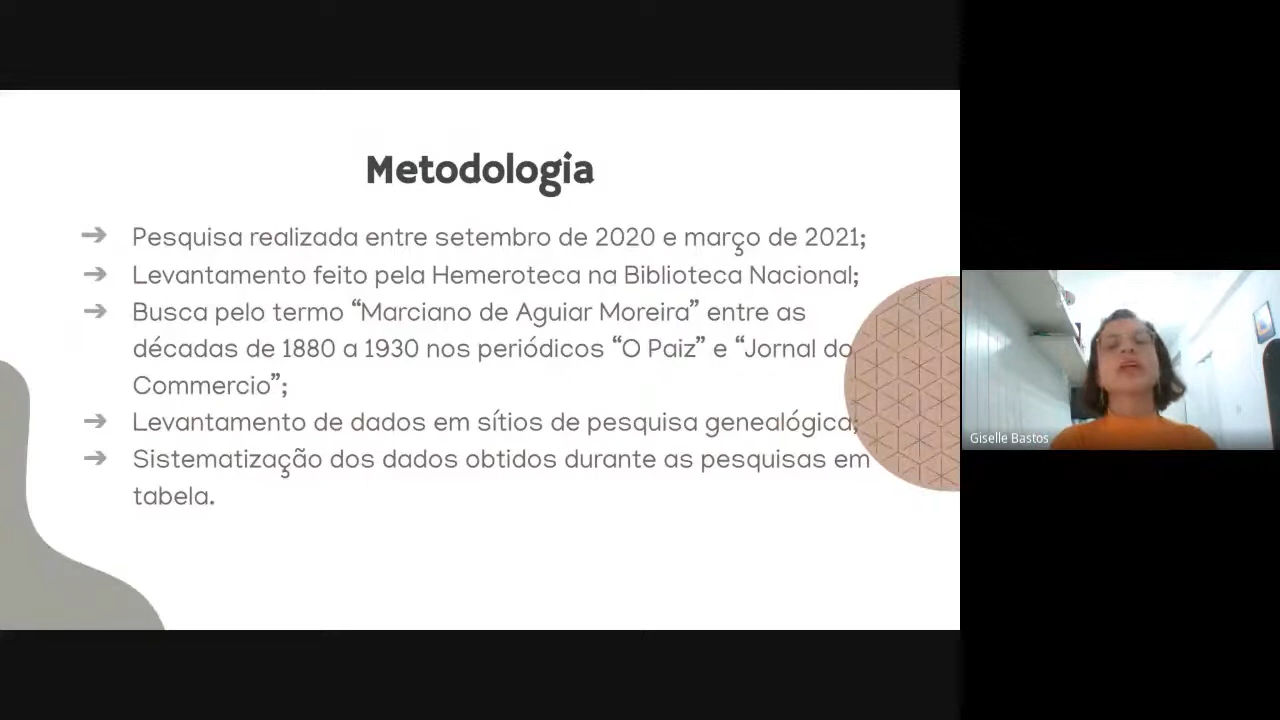 Metodologia
➔ Pesquisa realizada entre setembro de 2020 e março de 2021;
➔ Levantamento feito pela Hemeroteca na Biblioteca Nacional;
➔ Busca pelo termo “Marciano de Aguiar Moreira” entre as
décadas de 1880 a 1930 nos periódicos “O Paiz” e “Jornal do
Commercio”;
➔ Levantamento de dados em sítios de pesquisa genealógica;
➔ Sistematização dos dados obtidos durante as pesquisas em
tabela.
Giselle Bastos